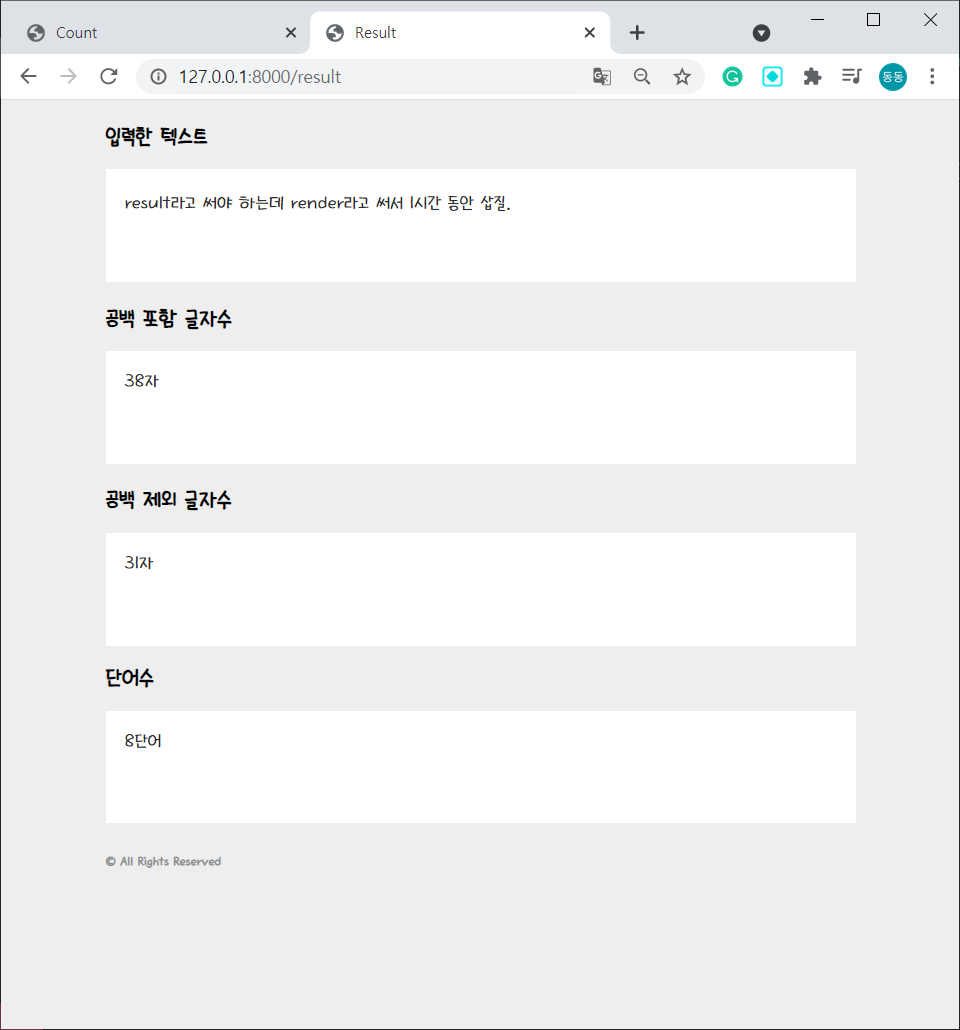 Count
Result
127.0.0.1:8000/result
동동
입력한 텍스트
result라고 써야 하는데 render라고 써서 1시간 동안 삽질.
공백 포함 글자수
38자
공백 제외 글자수
31자
단어수
8단어
© All Rights Reserved